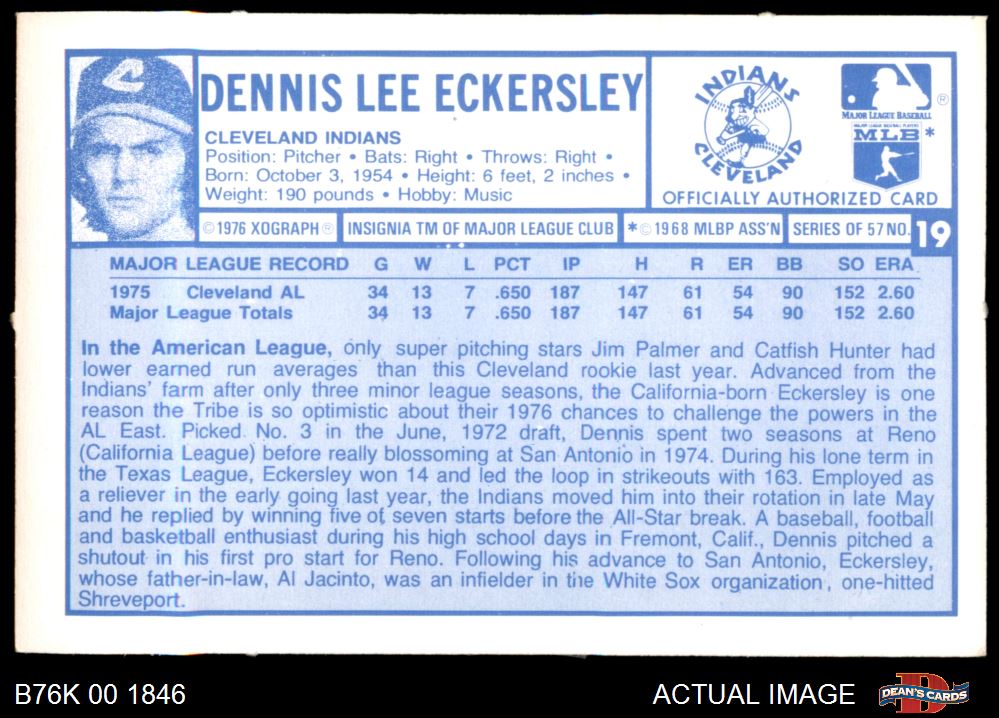 C
DENNIS LEE ECKERSLEY
CLEVELAND INDIANS
Position: Pitcher • Bats: Right • Throws: Right •
Born: October 3, 1954 • Height: 6 feet, 2 inches •
Weight: 190 pounds • Hobby: Music
INDIANS
CLEVELAND
®
MAJOR LEAGUE BASEBALL
MAJOR LEAGUE BASEBALL PLAYERS
MLB *
OFFICIALLY AUTHORIZED CARD
© 1976 XOGRAPH ® INSIGNIA TM OF MAJOR LEAGUE CLUB * © 1968 MLBP ASS'N SERIES OF 57 NO. 19
MAJOR LEAGUE RECORD G W L PCT IP H R ER BB SO ERA
1975 Cleveland AL 34 13 7 .650 187 147 61 54 90 152 2.60
Major League Totals 34 13 7 .650 187 147 61 54 90 152 2.60
In the American League, only super pitching stars Jim Palmer and Catfish Hunter had
lower earned run averages than this Cleveland rookie last year. Advanced from the
Indians' farm after only three minor league seasons, the California-born Eckersley is one
reason the Tribe is so optimistic about their 1976 chances to challenge the powers in the
AL East. Picked No. 3 in the June, 1972 draft, Dennis spent two seasons at Reno
(California League) before really blossoming at San Antonio in 1974. During his lone term in
the Texas League, Eckersley won 14 and led the loop in strikeouts with 163. Employed as
a reliever in the early going last year, the Indians moved him into their rotation in late May
and he replied by winning five of seven starts before the All-Star break. A baseball, football
and basketball enthusiast during his high school days in Fremont, Calif., Dennis pitched a
shutout in his first pro start for Reno. Following his advance to San Antonio, Eckersley,
whose father-in-law, Al Jacinto, was an infielder in the White Sox organization, one-hitted
Shreveport.
B76K 00 1846 ACTUAL IMAGE
D
DEAN'S CARDS